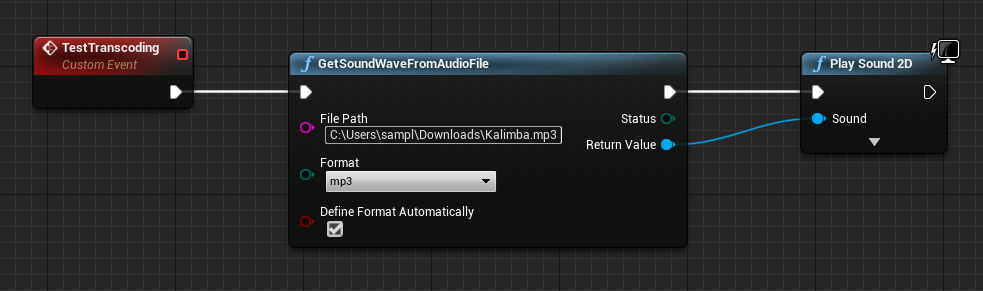 TestTranscoding
Custom Event
f GetSoundWaveFromAudioFile
File Path
C:\Users\sampl\Downloads\Kalimba.mp3
Format
mp3
Define Format Automatically
Status
Return Value
f Play Sound 2D
Sound